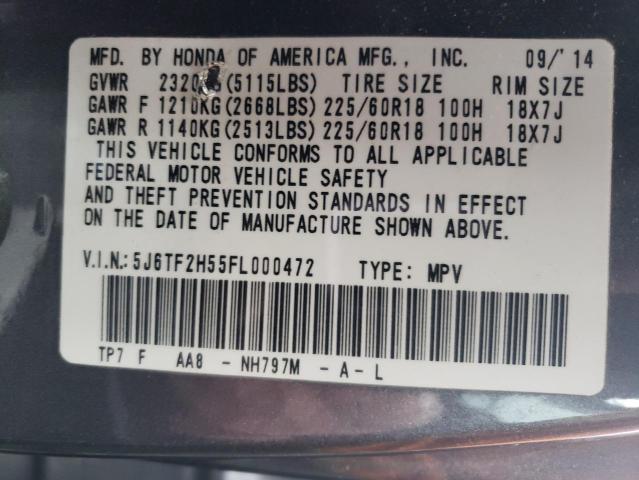 MFD. BY HONDA OF AMERICA MFG., INC. 09/'14
GVWR 2320 (5115LBS) TIRE SIZE RIM SIZE
GAWR F 1210KG(2668LBS) 225/60R18 100H 18X7J
GAWR R 1140KG(2513LBS) 225/60R18 100H 18X7J
THIS VEHICLE CONFORMS TO ALL APPLICABLE
FEDERAL MOTOR VEHICLE SAFETY
AND THEFT PREVENTION STANDARDS IN EFFECT
ON THE DATE OF MANUFACTURE SHOWN ABOVE.
V.I.N.: 5J6TF2H55FL000472 TYPE: MPV
TP7 F AA8 - NH797M - A - L